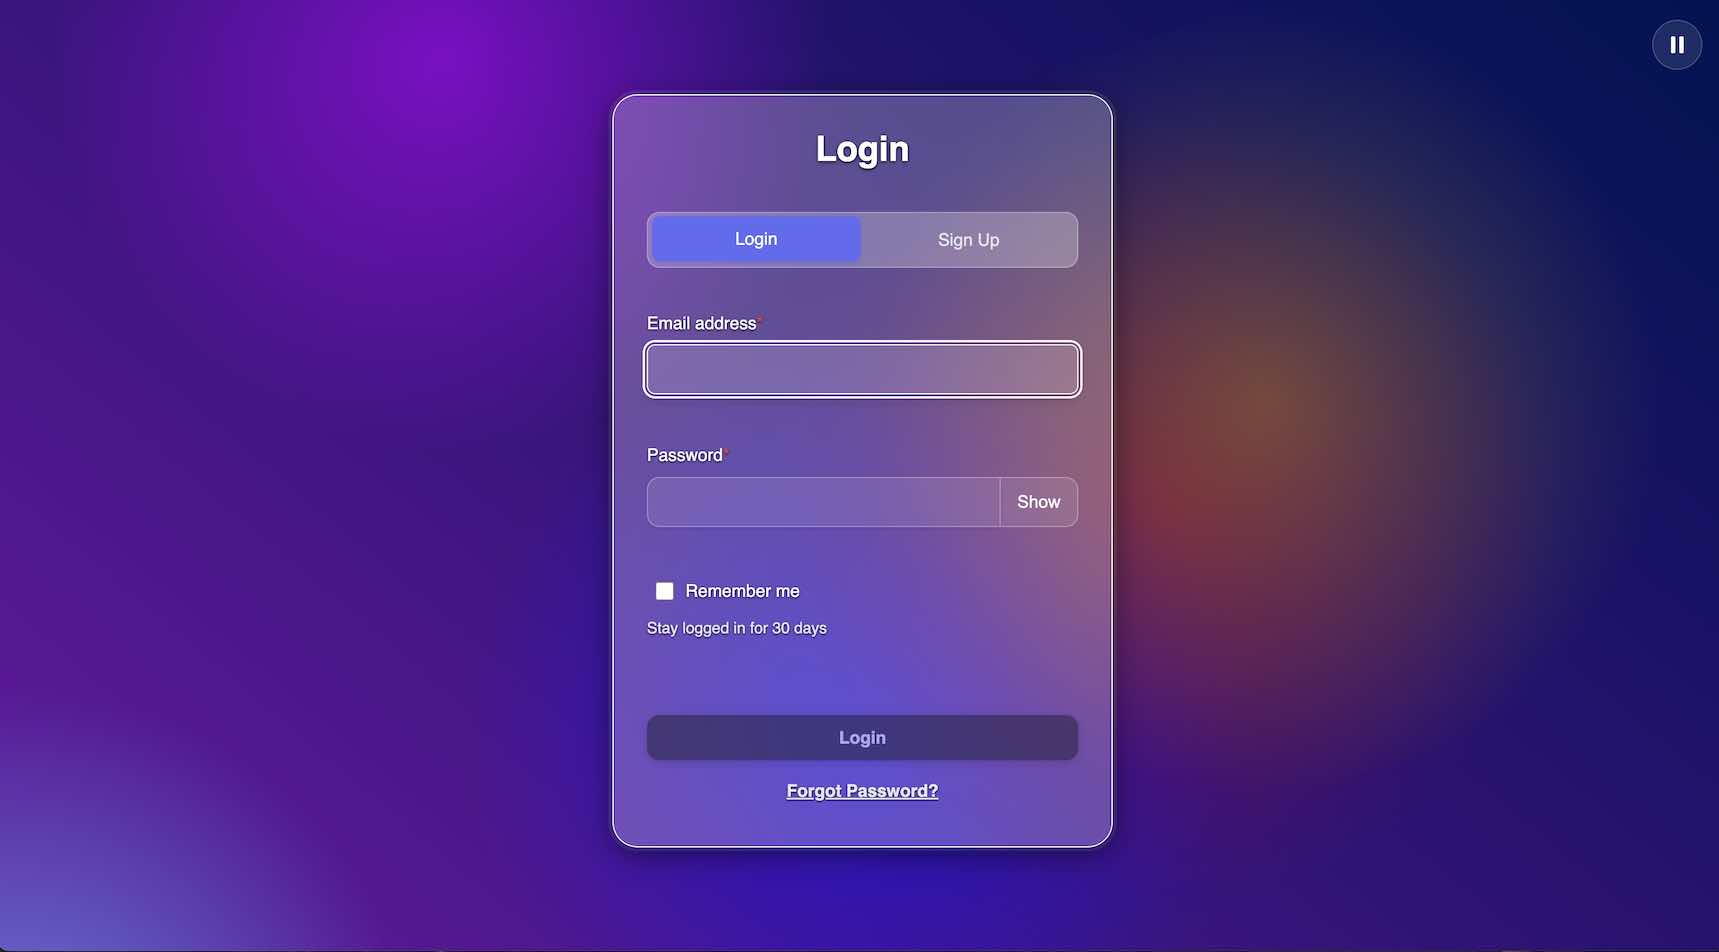 Login
Login
Sign Up
Email address*
Password*
Show
Remember me
Stay logged in for 30 days
Login
Forgot Password?